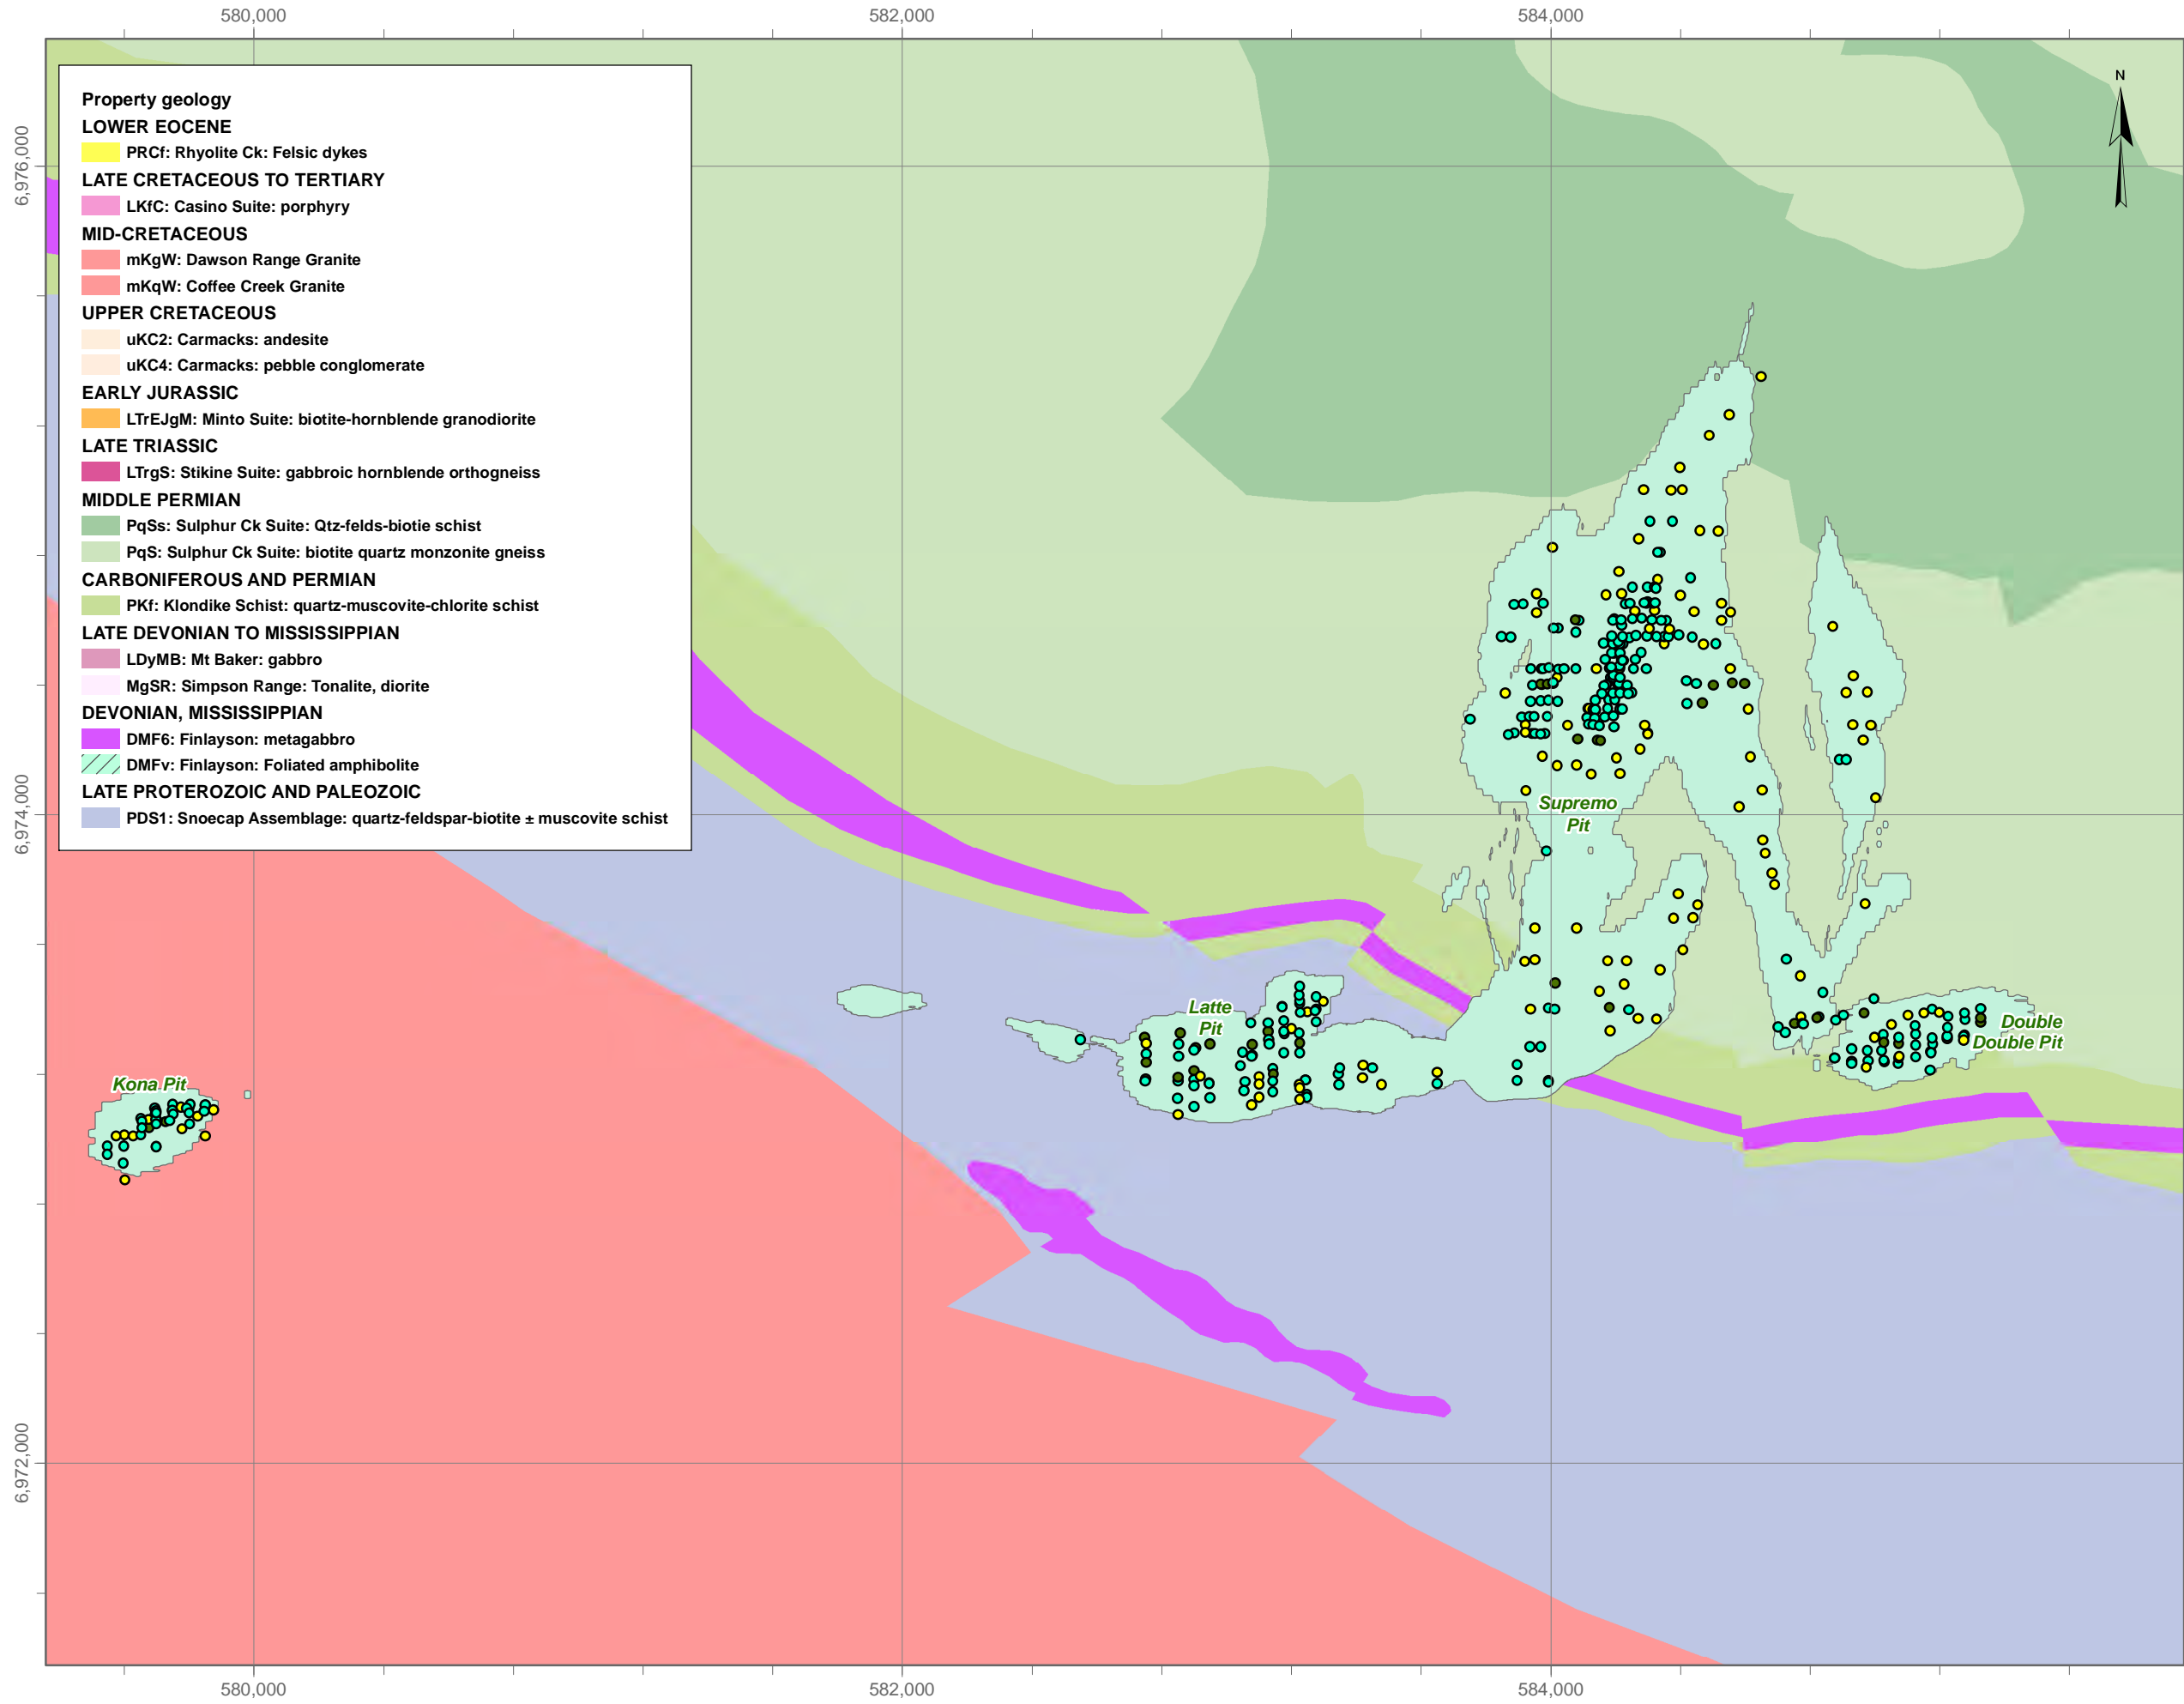 580,000
582,000
584,000
N
6,976,000
6,974,000
6,972,000
Property geology
LOWER EOCENE
PRCf: Rhyolite Ck: Felsic dykes
LATE CRETACEOUS TO TERTIARY
LKfC: Casino Suite: porphyry
MID-CRETACEOUS
mKgW: Dawson Range Granite
mKqW: Coffee Creek Granite
UPPER CRETACEOUS
uKC2: Carmacks: andesite
uKC4: Carmacks: pebble conglomerate
EARLY JURASSIC
LTrEJgM: Minto Suite: biotite-hornblende granodiorite
LATE TRIASSIC
LTrgS: Stikine Suite: gabbroic hornblende orthogneiss
MIDDLE PERMIAN
PqSs: Sulphur Ck Suite: Qtz-felds-biotie schist
PqS: Sulphur Ck Suite: biotite quartz monzonite gneiss
CARBONIFEROUS AND PERMIAN
PKf: Klondike Schist: quartz-muscovite-chlorite schist
LATE DEVONIAN TO MISSISSIPPIAN
LDyMB: Mt Baker: gabbro
MgSR: Simpson Range: Tonalite, diorite
DEVONIAN, MISSISSIPPIAN
DMF6: Finlayson: metagabbro
DMFv: Finlayson: Foliated amphibolite
LATE PROTEROZOIC AND PALEOZOIC
PDS1: Snoecap Assemblage: quartz-feldspar-biotite ± muscovite schist
Supremo
Pit
Latte
Pit
Double
Double Pit
Kona Pit
580,000
582,000
584,000